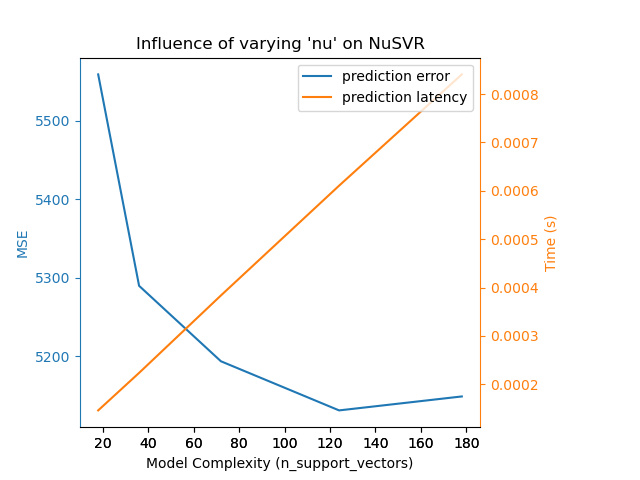 Influence of varying 'nu' on NuSVR
prediction error
prediction latency
5500
5400
5300
5200
MSE
0.0008
0.0007
0.0006
0.0005
0.0004
0.0003
0.0002
Time (s)
20 40 60 80 100 120 140 160 180
Model Complexity (n_support_vectors)